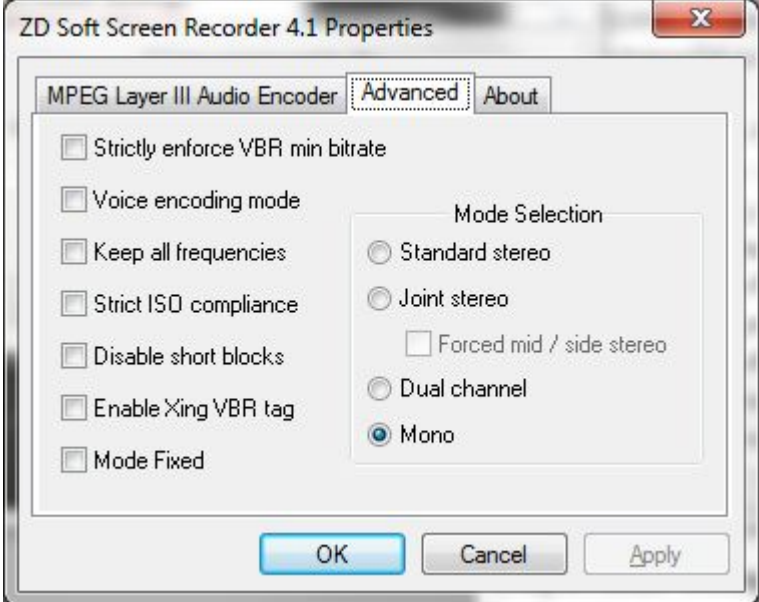 ZD Soft Screen Recorder 4.1 Properties
MPEG Layer III Audio Encoder
Advanced
About
Strictly enforce VBR min bitrate
Voice encoding mode
Keep all frequencies
Strict ISO compliance
Disable short blocks
Enable Xing VBR tag
Mode Fixed
Mode Selection
Standard stereo
Joint stereo
Forced mid / side stereo
Dual channel
Mono
OK
Cancel
Apply